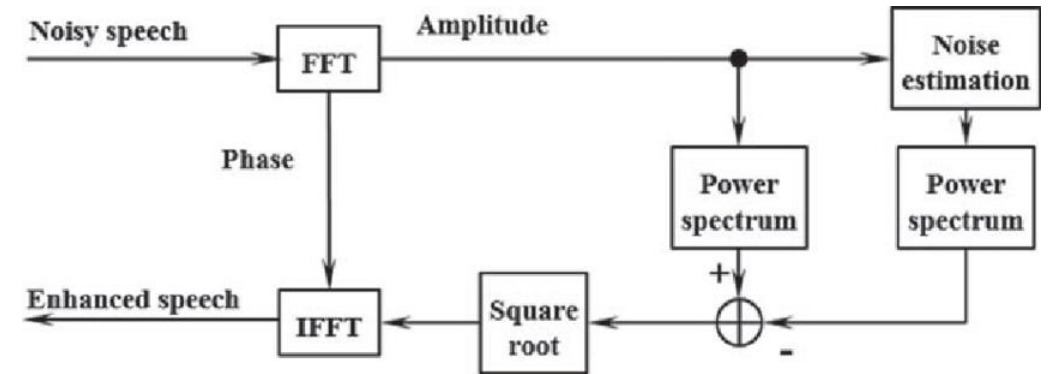 Noisy speech
FFT
Amplitude
Noise
estimation
Phase
Power
spectrum
Power
spectrum
+
-
Enhanced speech
IFFT
Square
root